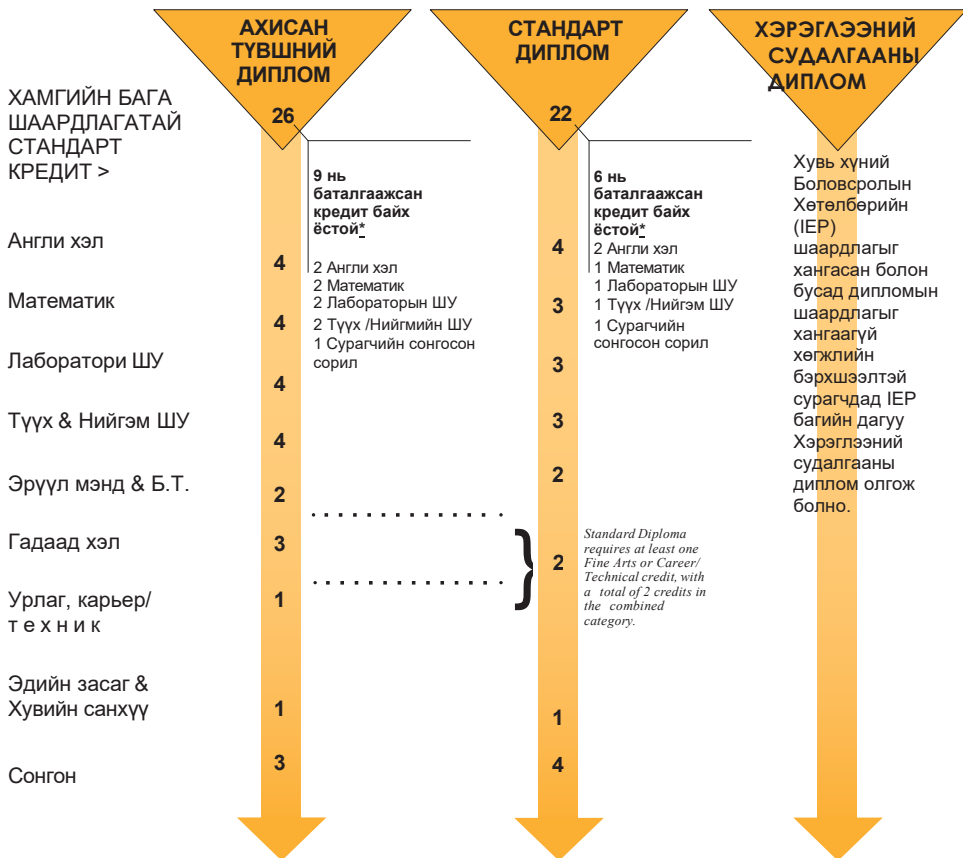 АХИСАН
ТҮВШНИЙ
ДИПЛОМ
26
СТАНДАРТ
ДИПЛОМ
22
ХЭРЭГЛЭЭНИЙ
СУДАЛГААНЫ
ДИПЛОМ
ХАМГИЙН БАГА
ШААРДЛАГАТАЙ
СТАНДАРТ
КРЕДИТ >
Англи хэл
Математик
Лаборатори ШУ
Түүх & Нийгэм ШУ
Эрүүл мэнд & Б.Т.
Гадаад хэл
Урлаг, карьер/
т е х н и к
Эдийн засаг &
Хувийн санхүү
Сонгон
4
4
4
4
2
3
1
1
3
9 нь
баталгаажсан
кредит байх
ёстой*
2 Англи хэл
2 Математик
2 Лабораторын ШУ
2 Түүх /Нийгмийн ШУ
1 Сурагчийн сонгосон
сорил
4
3
3
3
2
}
2
1
4
6 нь
баталгаажсан
кредит байх
ёстой*
2 Англи хэл
1 Математик
1 Лабораторын ШУ
1 Түүх /Нийгэм ШУ
1 Сурагчийн
сонгосон сорил
Standard Diploma
requires at least one
Fine Arts or Career/
Technical credit, with
a total of 2 credits in
the combined
category.
Хувь хүний
Боловсролын
Хөтөлбөрийн
(IEP)
шаардлагыг
хангасан болон
бусад дипломын
шаардлагыг
хангаагүй
хөгжлийн
бэрхшээлтэй
сурагчдад IEP
багийн дагуу
Хэрэглээний
судалгааны
диплом олгож
болно.